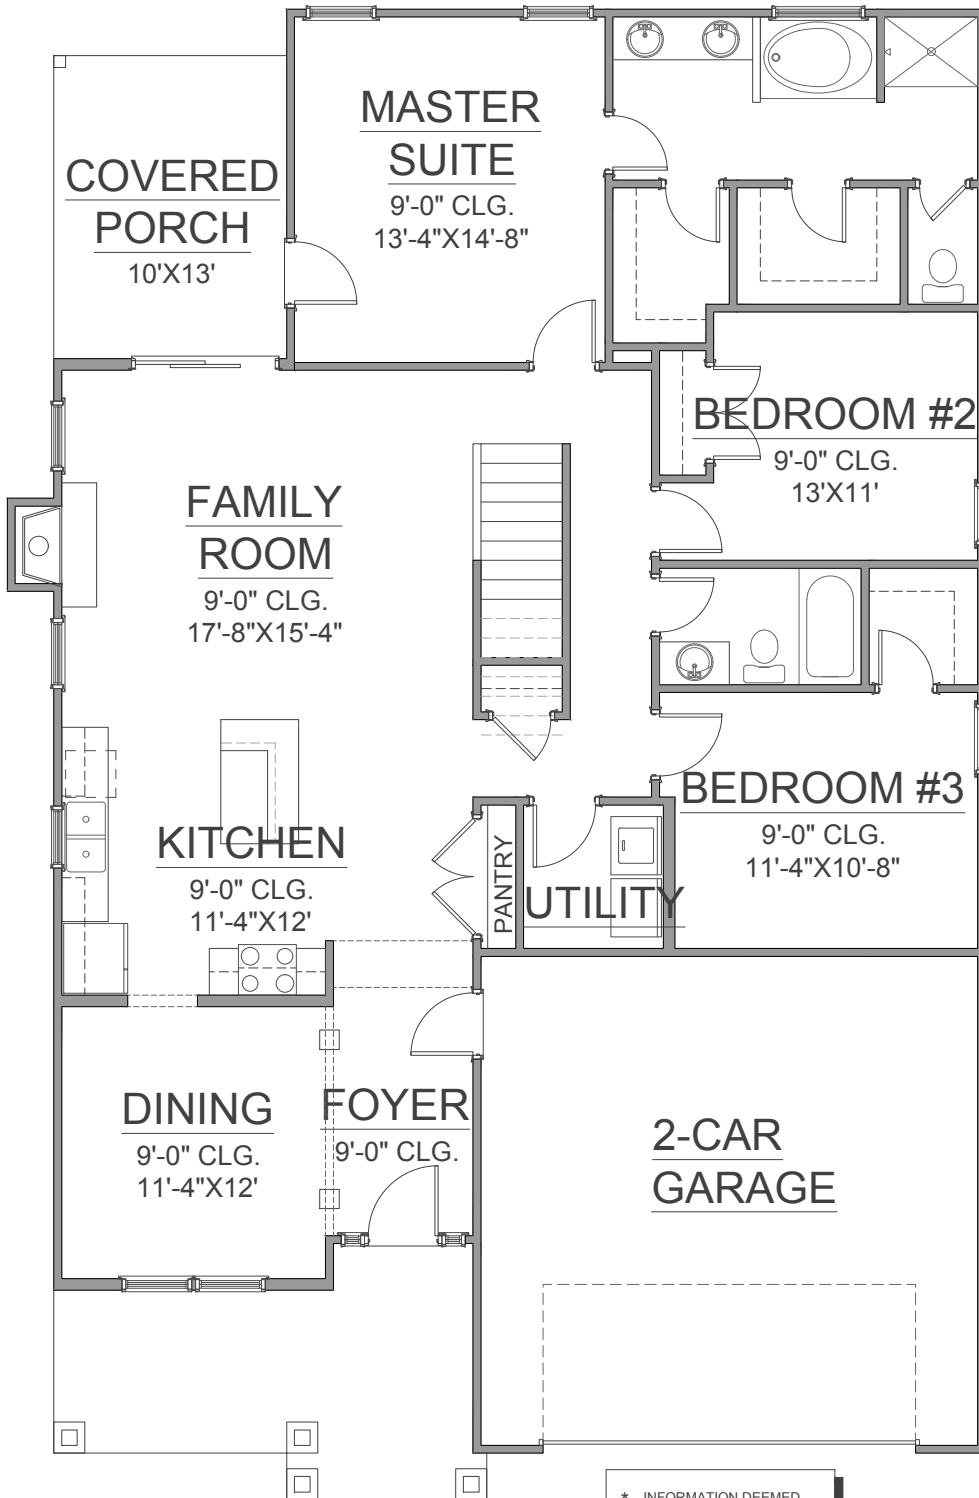 MASTER
SUITE
9'-0" CLG.
13'-4"X14'-8"
COVERED
PORCH
10'X13'
BEDROOM #2
9'-0" CLG.
13'X11'
FAMILY
ROOM
9'-0" CLG.
17'-8"X15'-4"
BEDROOM #3
9'-0" CLG.
11'-4"X10'-8"
KITCHEN
9'-0" CLG.
11'-4"X12'
PANTRY
UTILITY
DINING
9'-0" CLG.
11'-4"X12'
FOYER
9'-0" CLG.
2-CAR
GARAGE
* INFORMATION DEEMED